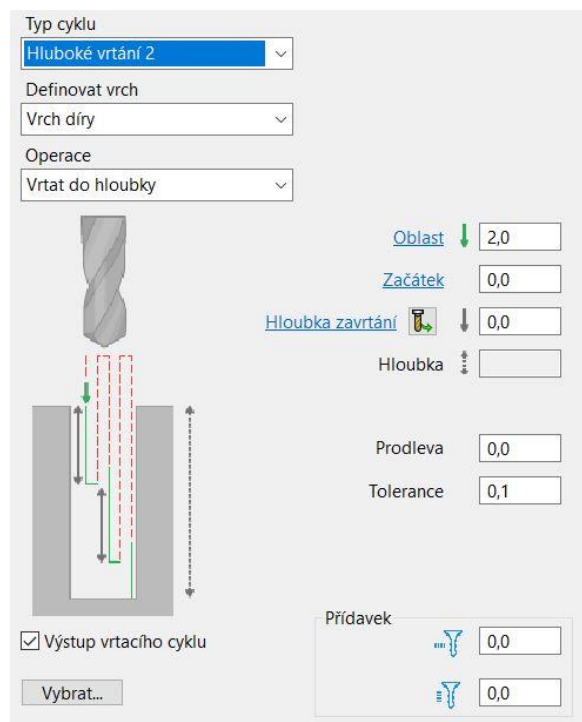 Typ cyklu
Hluboké vrtání 2
Definovat vrch
Vrch díry
Operace
Vrtat do hloubky
Oblast 2,0
Začátek 0,0
Hloubka zavrtání 0,0
Hloubka
Prodleva 0,0
Tolerance 0,1
Přídavek
Výstup vrtacího cyklu 0,0
Vybrat... 0,0